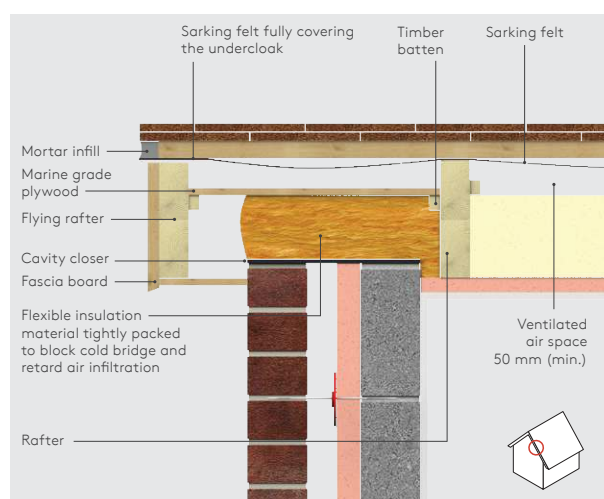 Sarking felt fully covering
the undercloak
Timber
batten
Sarking felt
Mortar infill
Marine grade
plywood
Flying rafter
Cavity closer
Fascia board
Flexible insulation
material tightly packed
to block cold bridge and
retard air infiltration
Ventilated
air space
50 mm (min.)
Rafter